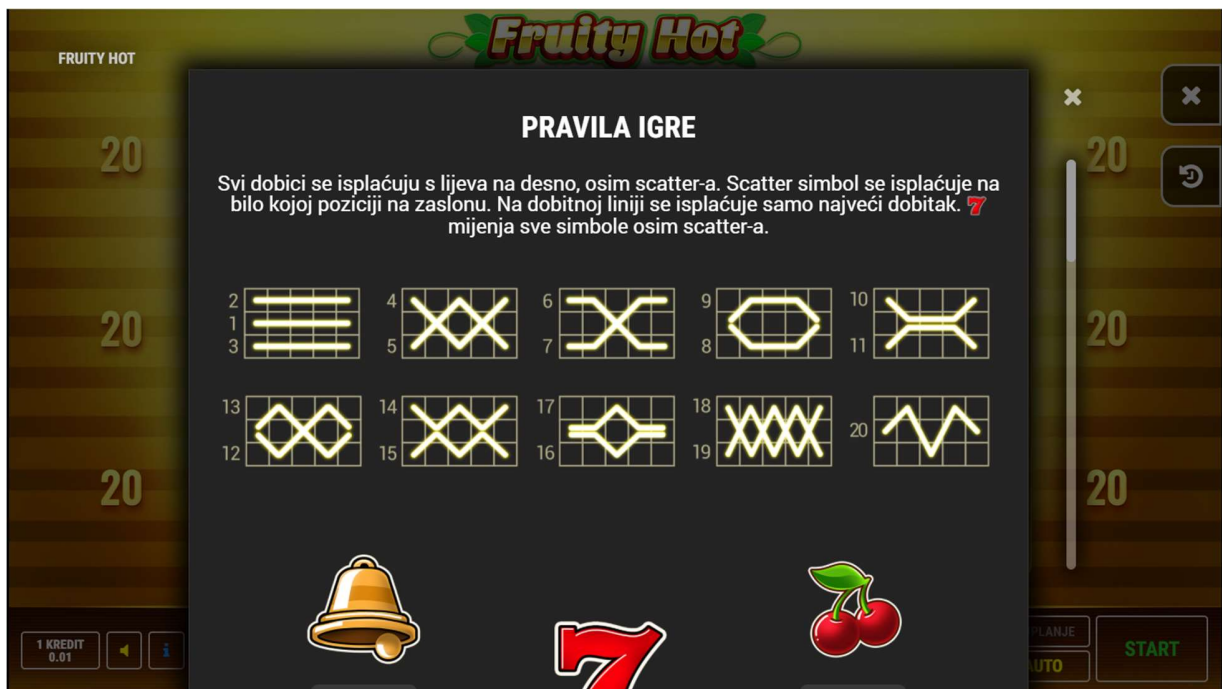 Fruity Hot
FRUITY HOT
PRAVILA IGRE
20
20
Svi dobici se isplaćuju s lijeva na desno, osim scatter-a. Scatter simbol se isplaćuje na
bilo kojoj poziciji na zaslonu. Na dobitnoj liniji se isplaćuje samo najveći dobitak. 7
mijenja sve simbole osim scatter-a.
2 4 6 9 10
1
3 5 7 8 11
20
20
13 14 17 18
20
12 15 16 19
20
20
7
1 KREDIT
0.01
i
PLANJE
UTO
START